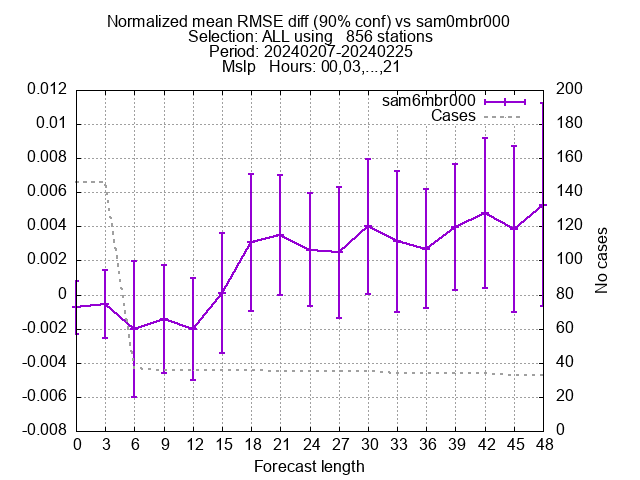 Normalized mean RMSE diff (90% conf) vs sam0mbr000
Selection: ALL using   856 stations
Period: 20240207-20240225
Mslp   Hours: 00,03,...,21
sam6mbr000
Cases
0.012
0.01
0.008
0.006
0.004
0.002
0
-0.002
-0.004
-0.006
-0.008
200
180
160
140
120
100
80
60
40
20
0
No cases
0 3 6 9 12 15 18 21 24 27 30 33 36 39 42 45 48
Forecast length